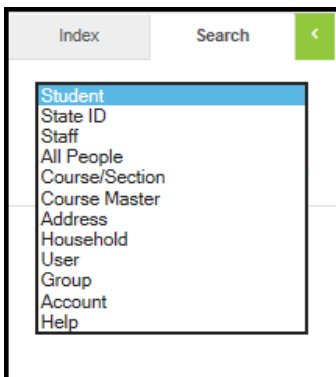 Index Search <
Student
State ID
Staff
All People
Course/Section
Course Master
Address
Household
User
Group
Account
Help